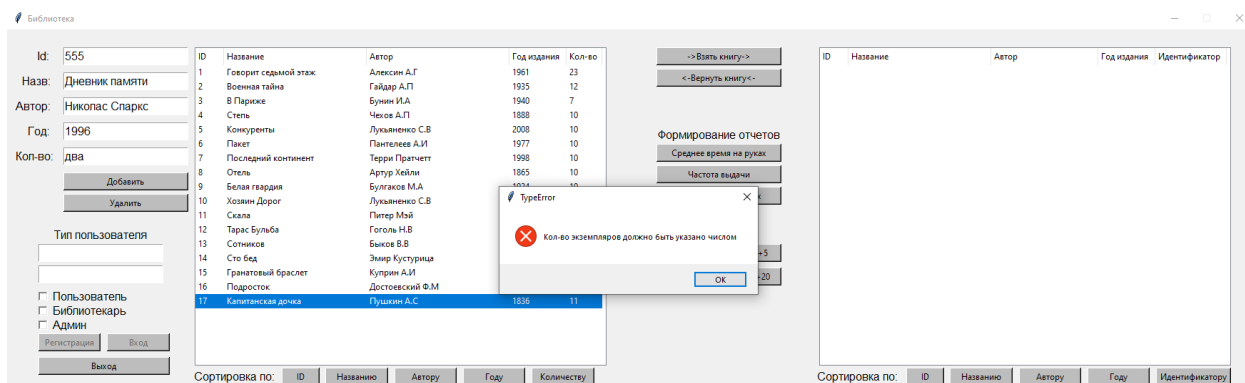 Библиотека
Id: 555
Назв: Дневник памяти
Автор: Николас Спаркс
Год: 1996
Кол-во: два
Добавить
Удалить
Тип пользователя
Пользователь
Библиотекарь
Админ
Регистрация Вход
Выход
ID Название Автор Год издания Кол-во
1 Говорит седьмой этаж Алексин А.Г 1961 23
2 Военная тайна Гайдар А.П 1935 12
3 В Париже Бунин И.А 1940 7
4 Степь Чехов А.П 1888 10
5 Конкуренты Лукьяненко С.В 2008 10
6 Пакет Пантелеев А.И 1977 10
7 Последний континент Терри Пратчетт 1998 10
8 Отель Артур Хейли 1865 10
9 Белая гвардия Булгаков М.А
10 Хозяин Дорог Лукьяненко С.В
11 Скала Питер Мэй
12 Тарас Бульба Гоголь Н.В
13 Сотников Быков В.В
14 Сто бед Эмир Кустурица
15 Гранатовый браслет Куприн А.И
16 Подросток Достоевский Ф.М
17 Капитанская дочка Пушкин А.С 1836 11
Сортировка по: ID Названию Автору Году Количеству
->Взять книгу->
<-Вернуть книгу<-
Формирование отчетов
Среднее время на руках
Частота выдачи
+5
20
TypeError
Кол-во экземпляров должно быть указано числом
ОК
ID Название Автор Год издания Идентификатор
Сортировка по: ID Названию Автору Году Идентификатору